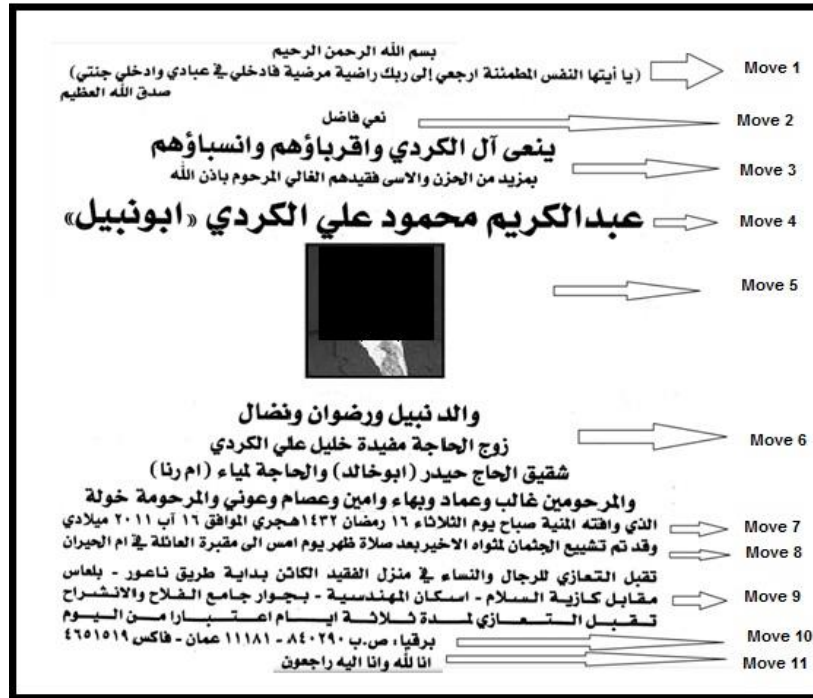 بسم الله الرحمن الرحيم
(يا أيتها النفس المطمئنة ارجعي إلى ربك راضية مرضية فادخلي في عبادي وادخلي جنتي)
Move 1
صدق الله العظيم
نعي فاضل
Move 2
ينعى آل الكردي واقرباؤهم وانسباؤهم
Move 3
بمزيد من الحزن والاسى فقيدهم الغالي المرحوم باذن الله
عبدالكريم محمود علي الكردي «ابونبيل»
Move 4
Move 5
والد نبيل ورضوان ونضال
زوج الحاجة مفيدة خليل علي الكردي
Move 6
شقيق الحاج حيدر (ابوخالد) والحاجة لمياء (ام رنا)
والمرحومين غالب وعماد وبهاء وامين وعصام وعوني والمرحومة خولة
الذي وافته المنية صباح يوم الثلاثاء ١٦ رمضان ١٤٣٢هجري الموافق ١٦ آب ٢٠١١ ميلادي
Move 7
وقد تم تشييع الجثمان لمثواه الاخير بعد صلاة ظهر يوم امس الى مقبرة العائلة في ام الحيران
Move 8
تقبل التعازي للرجال والنساء في منزل الفقيد الكائن بداية طريق ناعور - بلعاس
مقابل كازية السلام - اسكان المهندسية - بجوار جامع الفلاح والانشراح
Move 9
تقبل التعازي لمدة ثلاثة ايام اعتبارا من اليوم
برقياً: ص.ب ٨٤٠٢٩٠ - ١١١٨١ عمان - فاكس ٤٦٥١٥١٩
Move 10
انا لله وانا اليه راجعون
Move 11